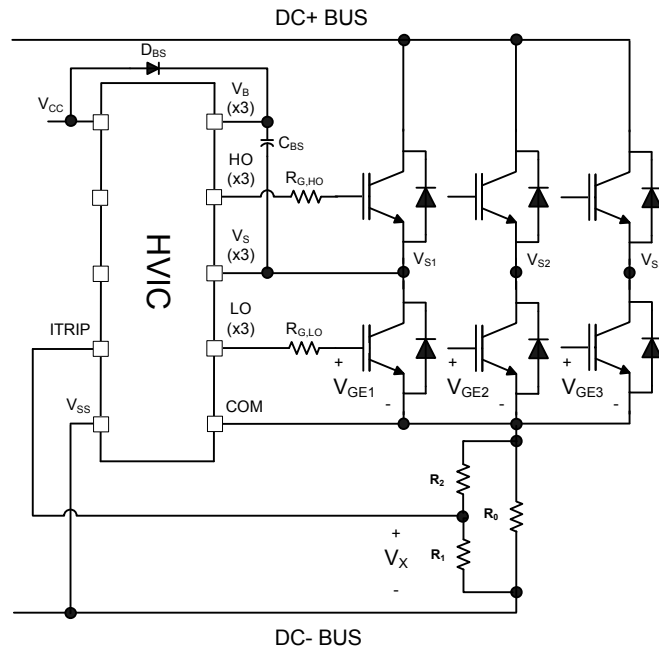 DC+ BUS
DBS
VCC
VB
(x3)
CBS
HO
(x3)
RG,HO
HVIC
VS
(x3)
VS1
VS2
VS
ITRIP
LO
(x3)
RG,LO
+
VGE1
-
+
VGE2
-
+
VGE3
-
VSS
COM
R2
R0
+
VX
-
R1
DC- BUS